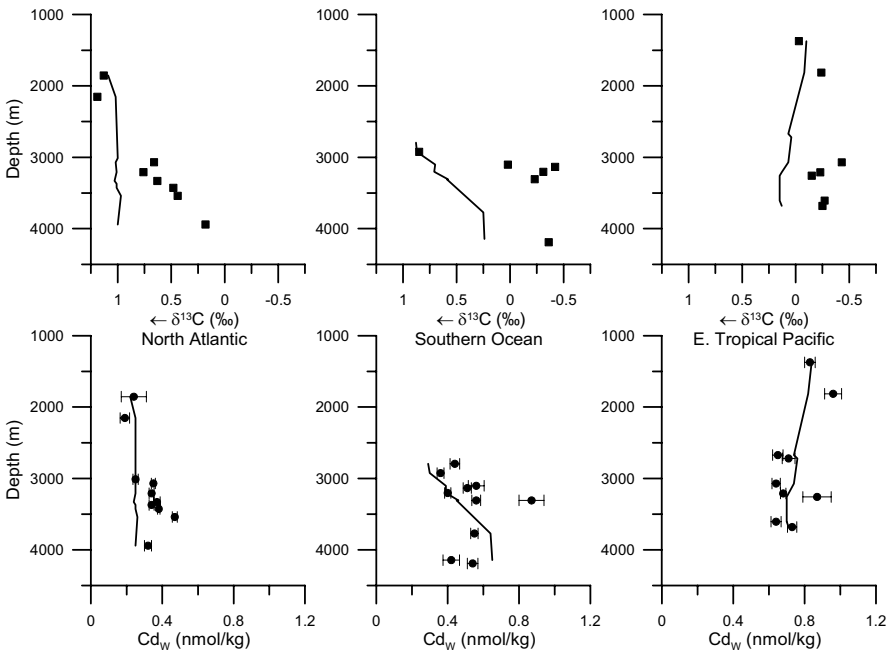 1000
2000
3000
4000
Depth (m)
1 0.5 0 -0.5
← δ¹³C (‰)
North Atlantic
1000
2000
3000
4000
1 0.5 0 -0.5
← δ¹³C (‰)
Southern Ocean
1000
2000
3000
4000
1 0.5 0 -0.5
← δ¹³C (‰)
E. Tropical Pacific
1000
2000
3000
4000
Depth (m)
0 0.4 0.8 1.2
Cdw (nmol/kg)
1000
2000
3000
4000
0 0.4 0.8 1.2
Cdw (nmol/kg)
1000
2000
3000
4000
0 0.4 0.8 1.2
Cdw (nmol/kg)